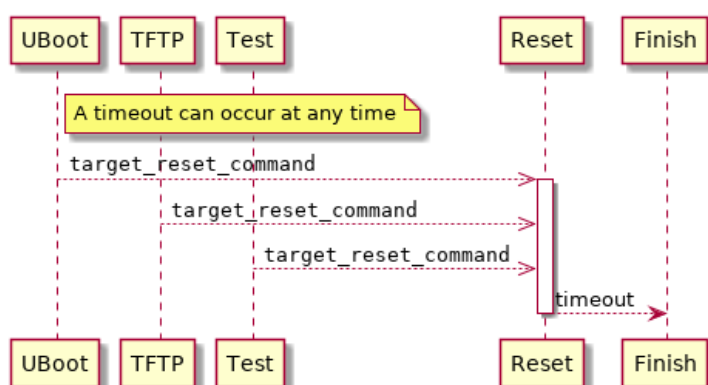 UBoot TFTP Test Reset Finish
A timeout can occur at any time
target_reset_command
target_reset_command
target_reset_command
timeout
UBoot TFTP Test Reset Finish